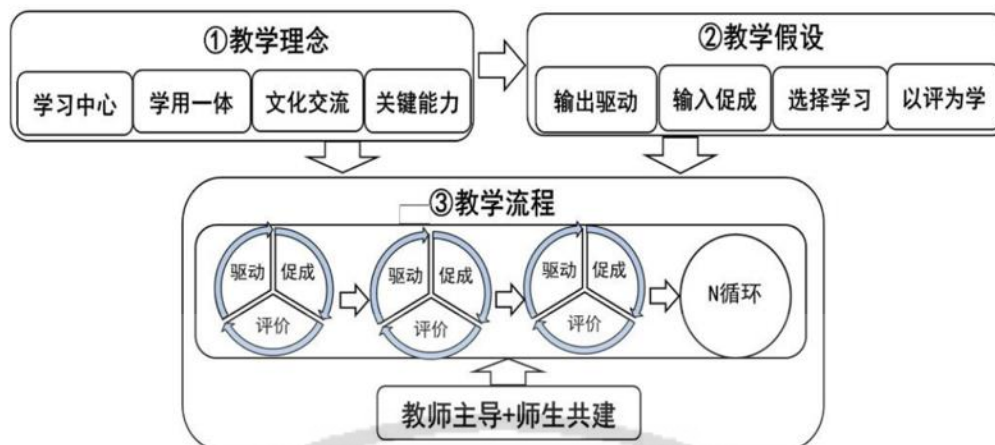 ①教学理念
学习中心 学用一体 文化交流 关键能力
②教学假设
输出驱动 输入促成 选择学习 以评为学
③教学流程
驱动 促成 评价
驱动 促成 评价
驱动 促成 评价
N循环
教师主导+师生共建